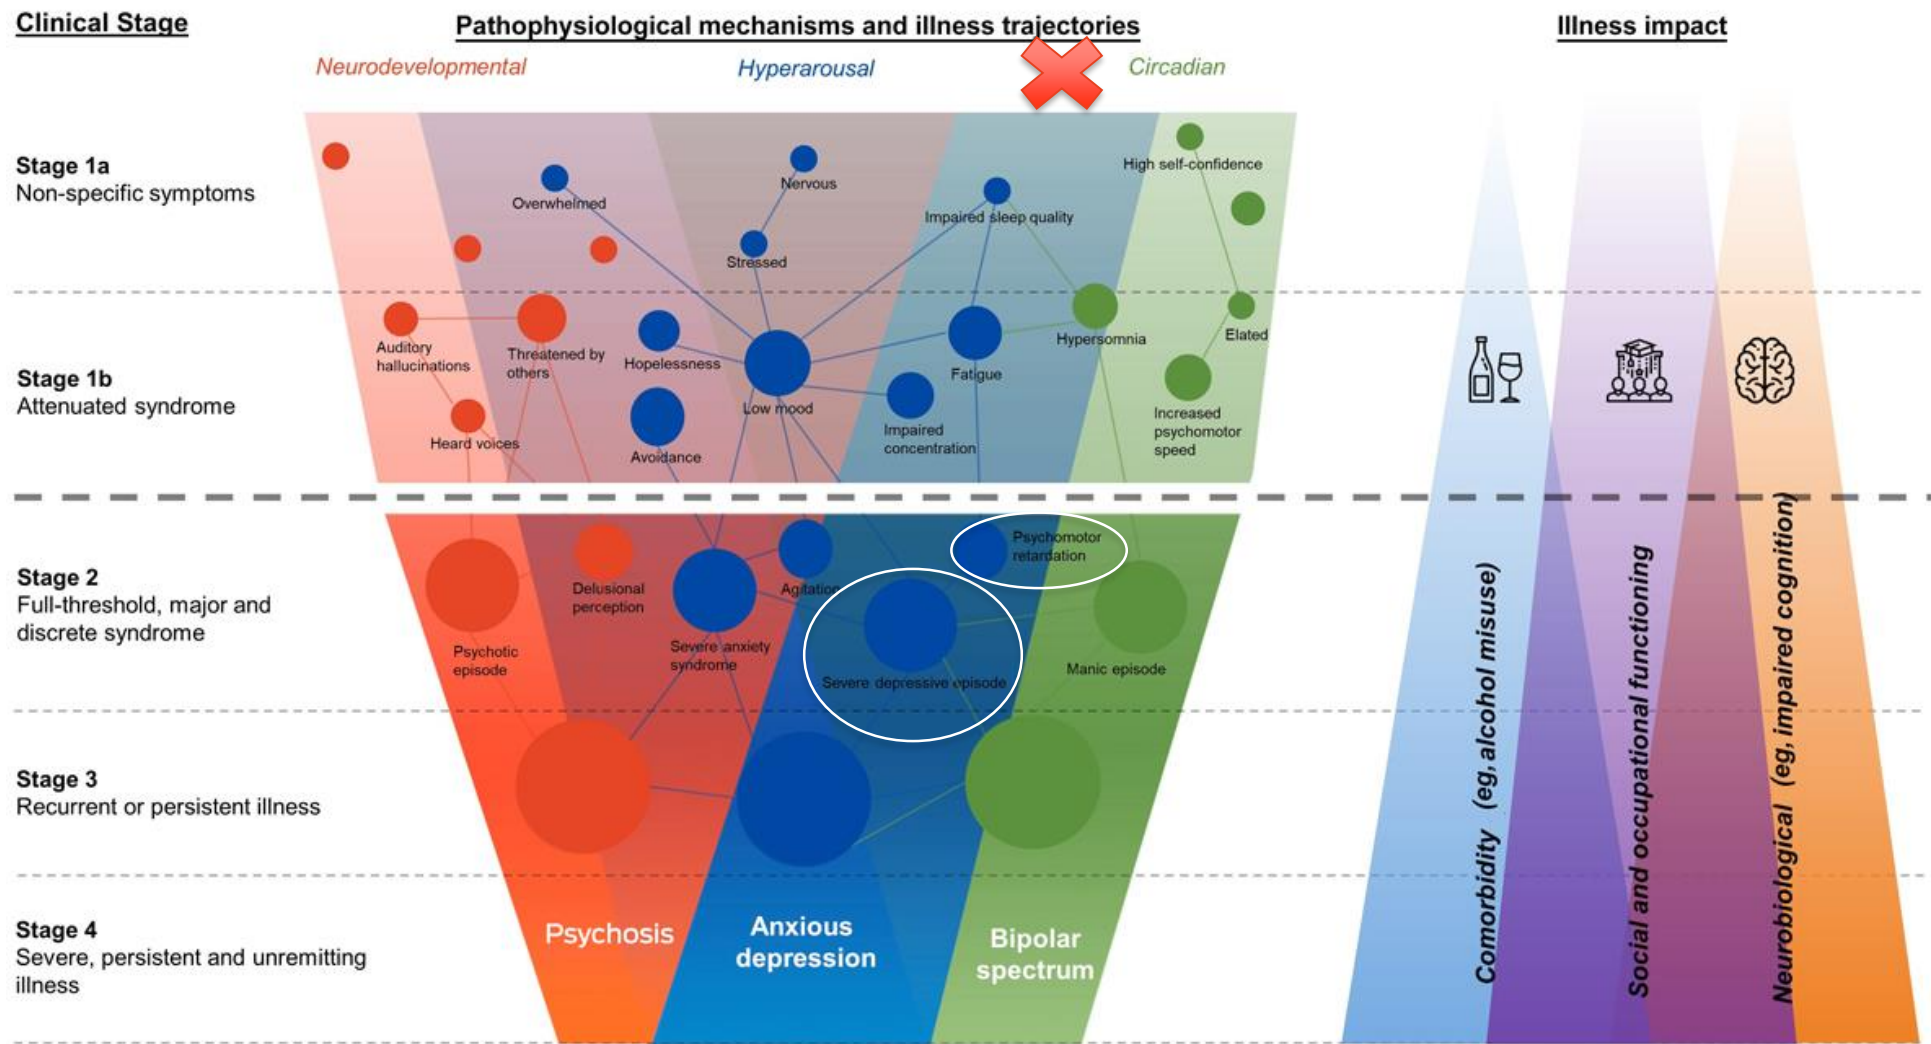 Clinical Stage
Pathophysiological mechanisms and illness trajectories
Illness impact
Neurodevelopmental
Hyperarousal
Circadian
Stage 1a
Non-specific symptoms
Overwhelmed
Nervous
Stressed
Impaired sleep quality
High self-confidence
Stage 1b
Attenuated syndrome
Auditory
hallucinations
Threatened by
others
Heard voices
Hopelessness
Avoidance
Low mood
Fatigue
Impaired
concentration
Hypersomnia
Elated
Increased
psychomotor
speed
Stage 2
Full-threshold, major and
discrete syndrome
Psychotic
episode
Delusional
perception
Severe anxiety
syndrome
Agitation
Psychomotor
retardation
Severe depressive episode
Manic episode
Stage 3
Recurrent or persistent illness
Stage 4
Severe, persistent and unremitting
illness
Psychosis
Anxious
depression
Bipolar
spectrum
Comorbidity (eg, alcohol misuse)
Social and occupational functioning
Neurobiological (eg, impaired cognition)